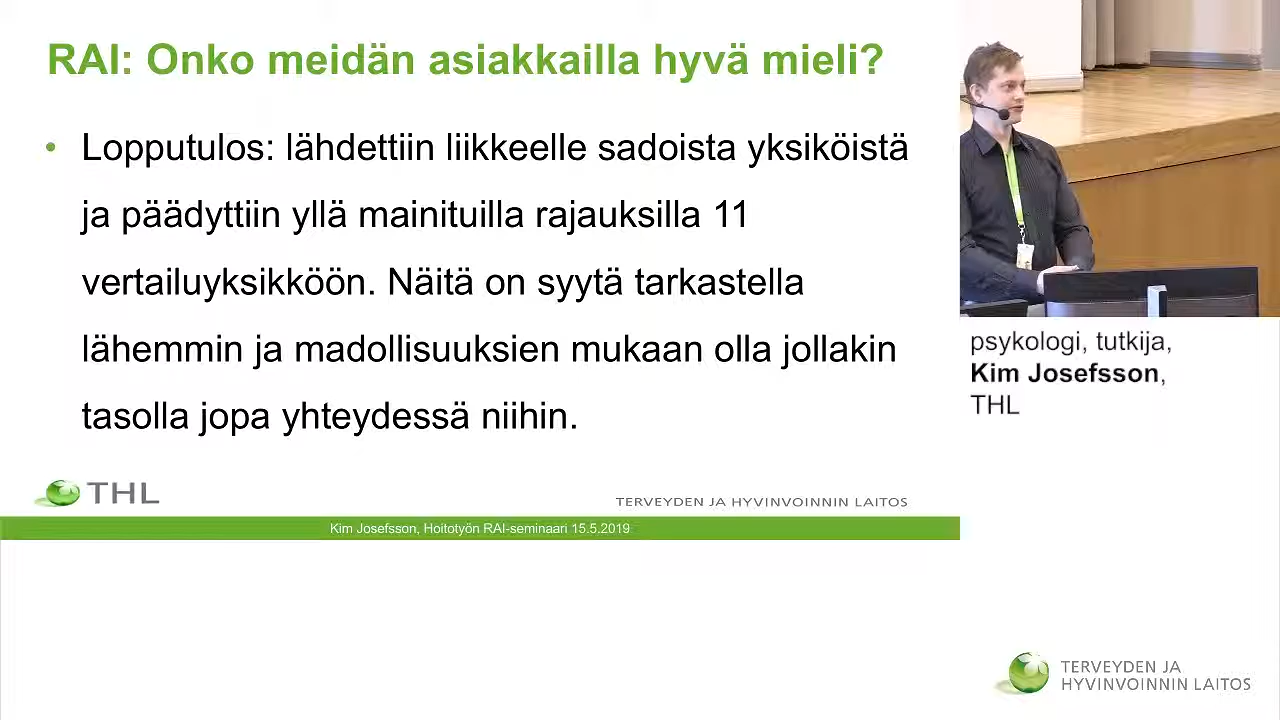 RAI: Onko meidän asiakkailla hyvä mieli?
• Lopputulos: lähdettiin liikkeelle sadoista yksiköistä
ja päädyttiin yllä mainituilla rajauksilla 11
vertailuyksikköön. Näitä on syytä tarkastella
lähemmin ja madollisuuksien mukaan olla jollakin
tasolla jopa yhteydessä niihin.
THL
TERVEYDEN JA HYVINVOINNIN LAITOS
Kim Josefsson, Hoitotyön RAI-seminaari 15.5.2019
psykologi, tutkija,
Kim Josefsson,
THL
TERVEYDEN JA
HYVINVOINNIN LAITOS